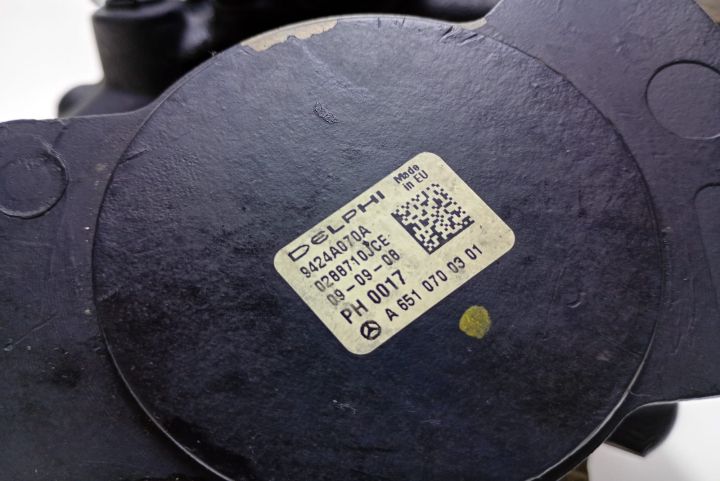 DELPHI
Made
in EU
9424A070A
0288710JCE
09-09-08
PH 0017
A 651 070 03 01